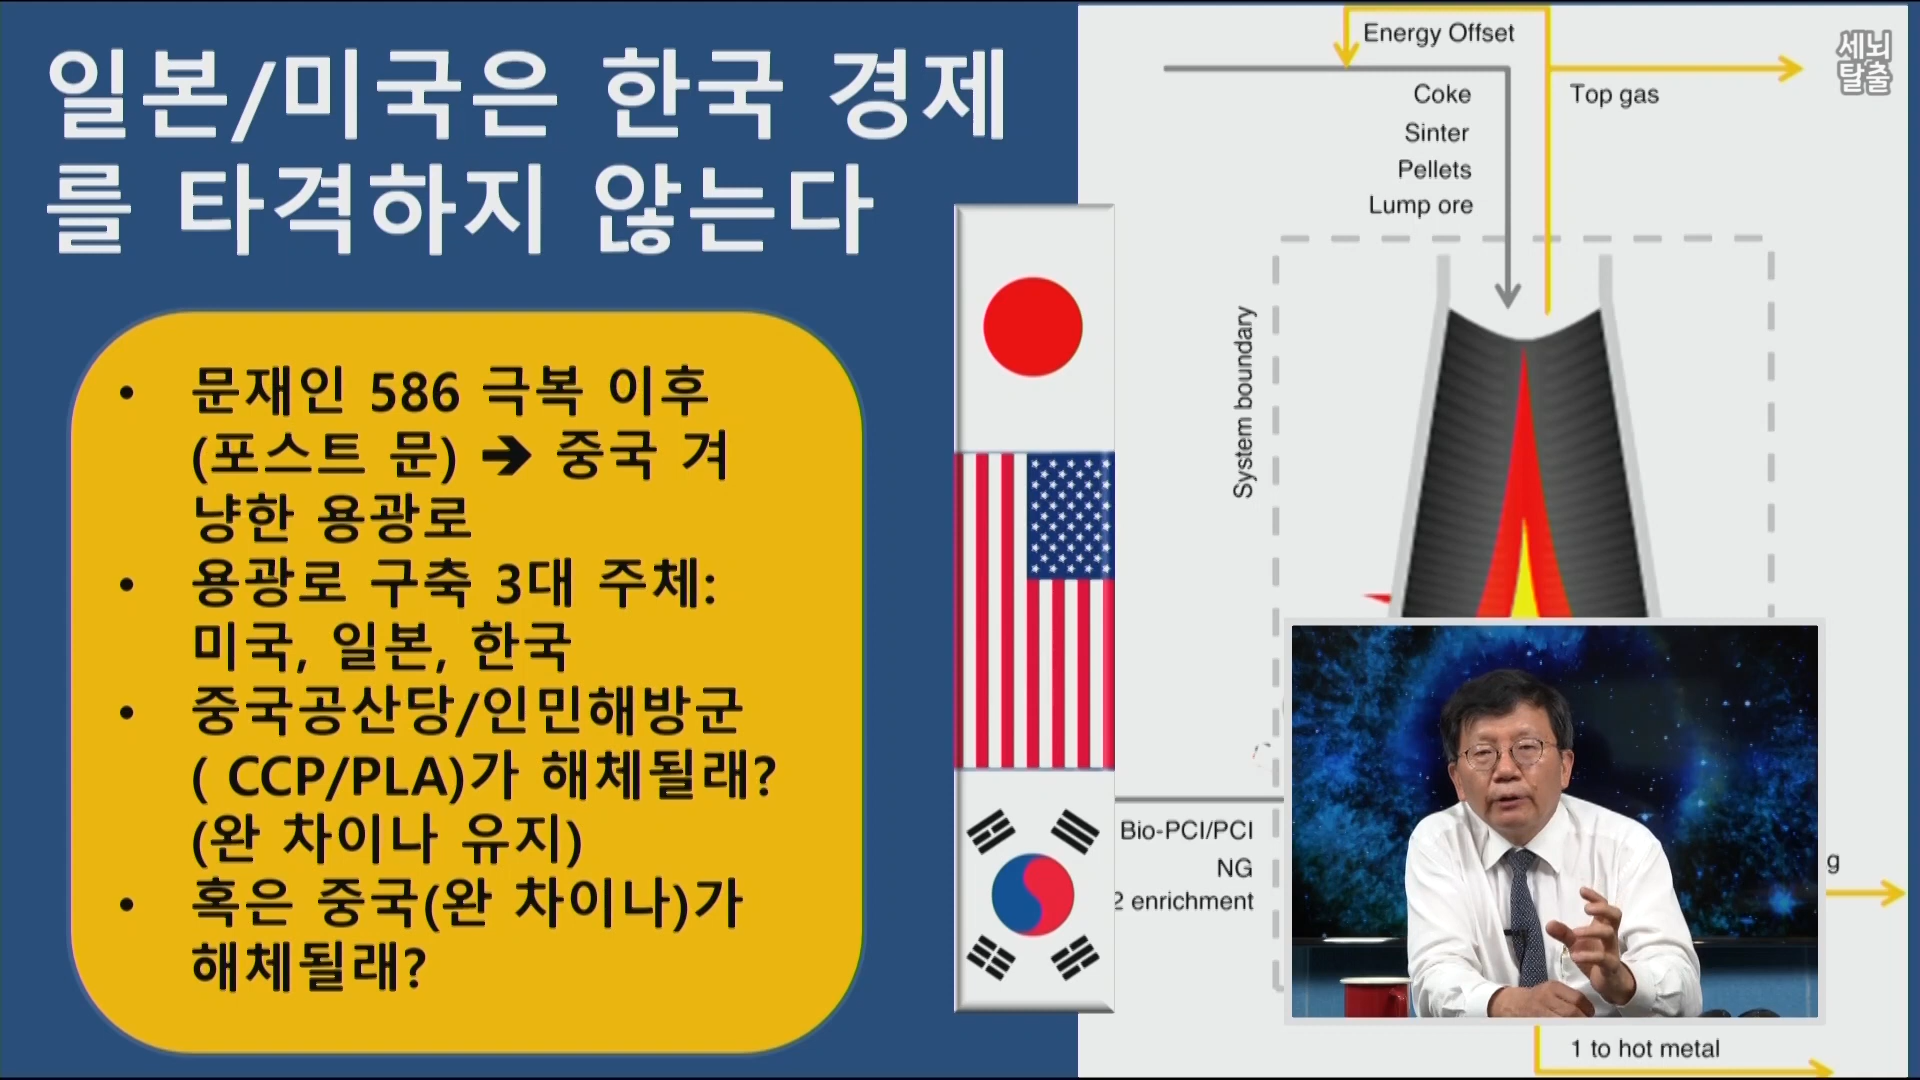 일본/미국은 한국 경제
를 타격하지 않는다
• 문재인 586 극복 이후
(포스트 문) ➔ 중국 겨
냥한 용광로
• 용광로 구축 3대 주체:
미국, 일본, 한국
• 중국공산당/인민해방군
( CCP/PLA)가 해체될래?
(완 차이나 유지)
• 혹은 중국(완 차이나)가
해체될래?
Energy Offset
Top gas
Coke
Sinter
Pellets
Lump ore
System boundary
Bio-PCI/PCI
NG
2 enrichment
g
1 to hot metal
세뇌
탈출